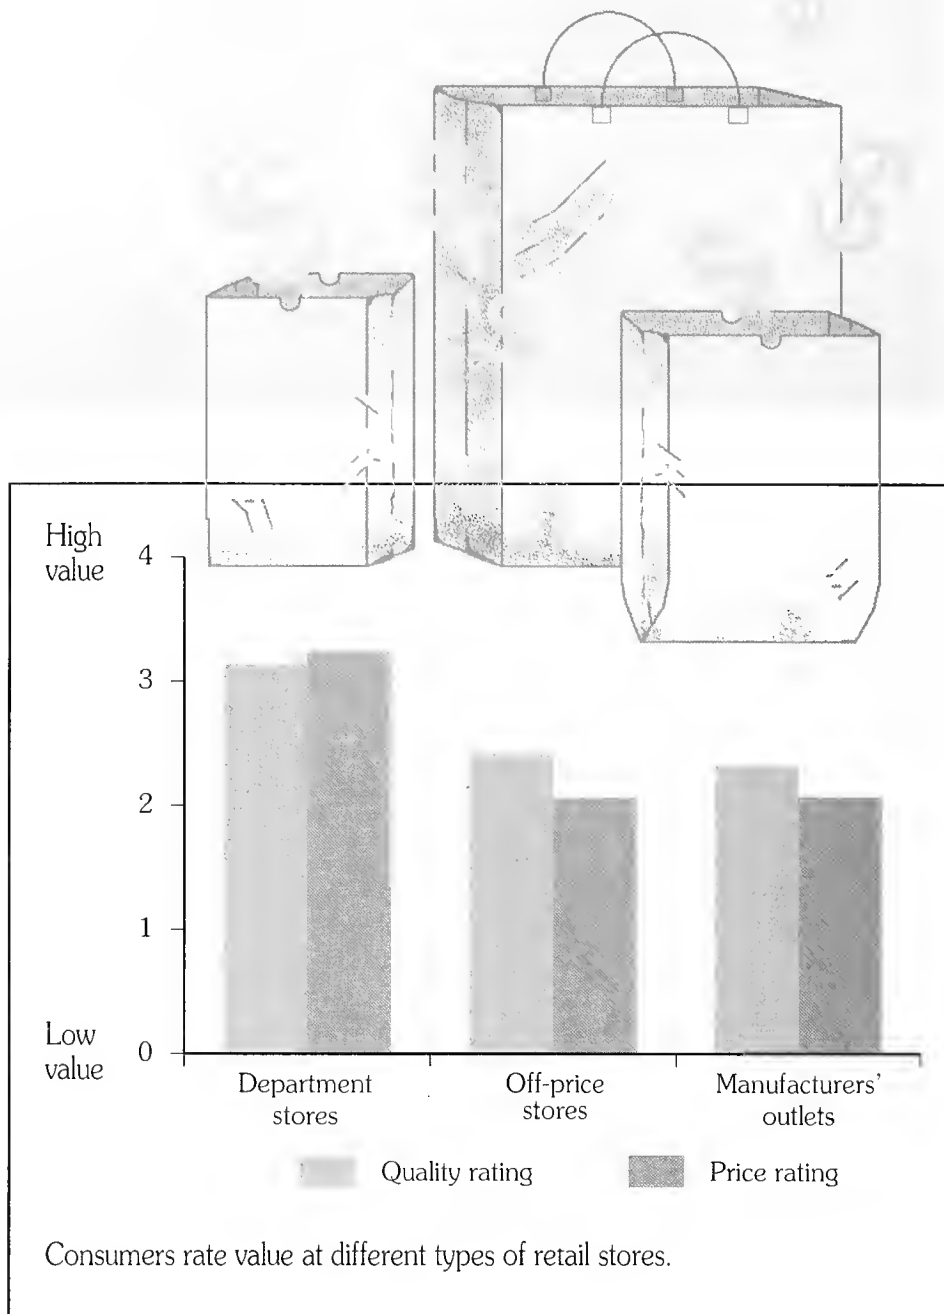 High
value
4
3
2
1
Low
value
0
Department
stores
Off-price
stores
Manufacturers’
outlets
Quality rating
Price rating
Consumers rate value at different types of retail stores.